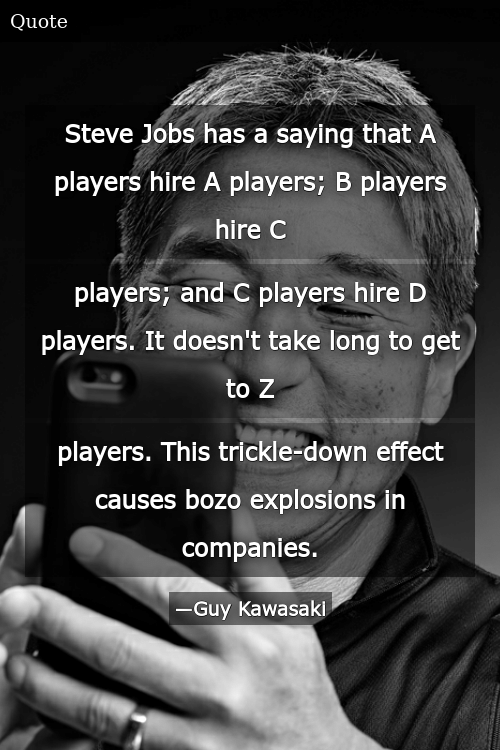 Quote
Steve Jobs has a saying that A
players hire A players; B players
hire C
players; and C players hire D
players. It doesn't take long to get
to Z
players. This trickle-down effect
causes bozo explosions in
companies.
—Guy Kawasaki